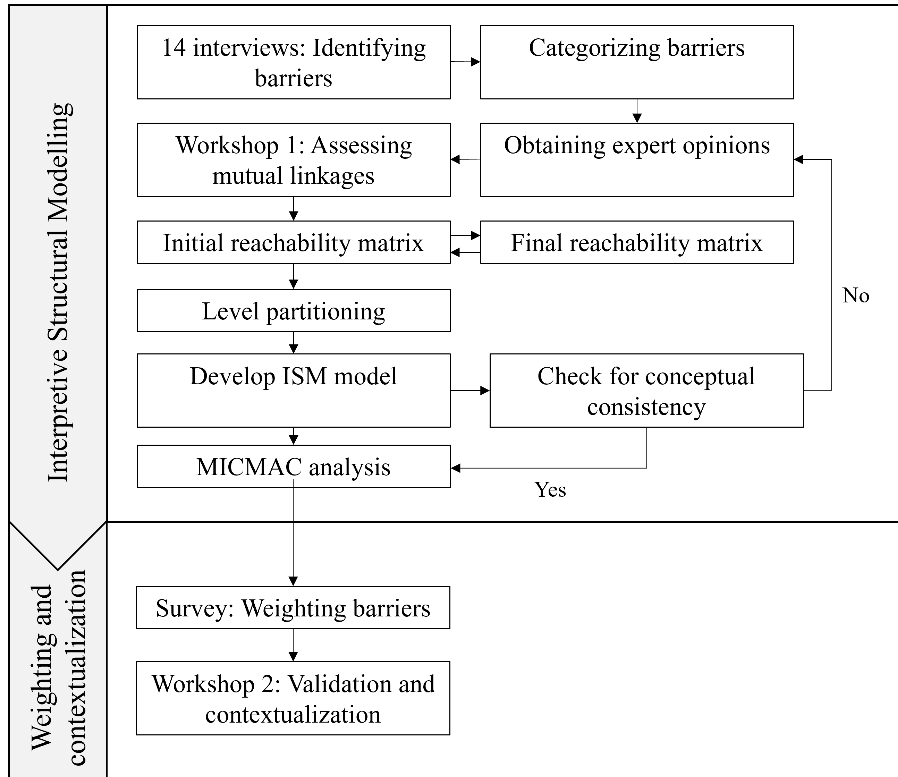 Interpretive Structural Modelling
14 interviews: Identifying
barriers
Categorizing barriers
Workshop 1: Assessing
mutual linkages
Obtaining expert opinions
Initial reachability matrix
Final reachability matrix
Level partitioning
No
Develop ISM model
Check for conceptual
consistency
MICMAC analysis
Yes
Weighting and
contextualization
Survey: Weighting barriers
Workshop 2: Validation and
contextualization